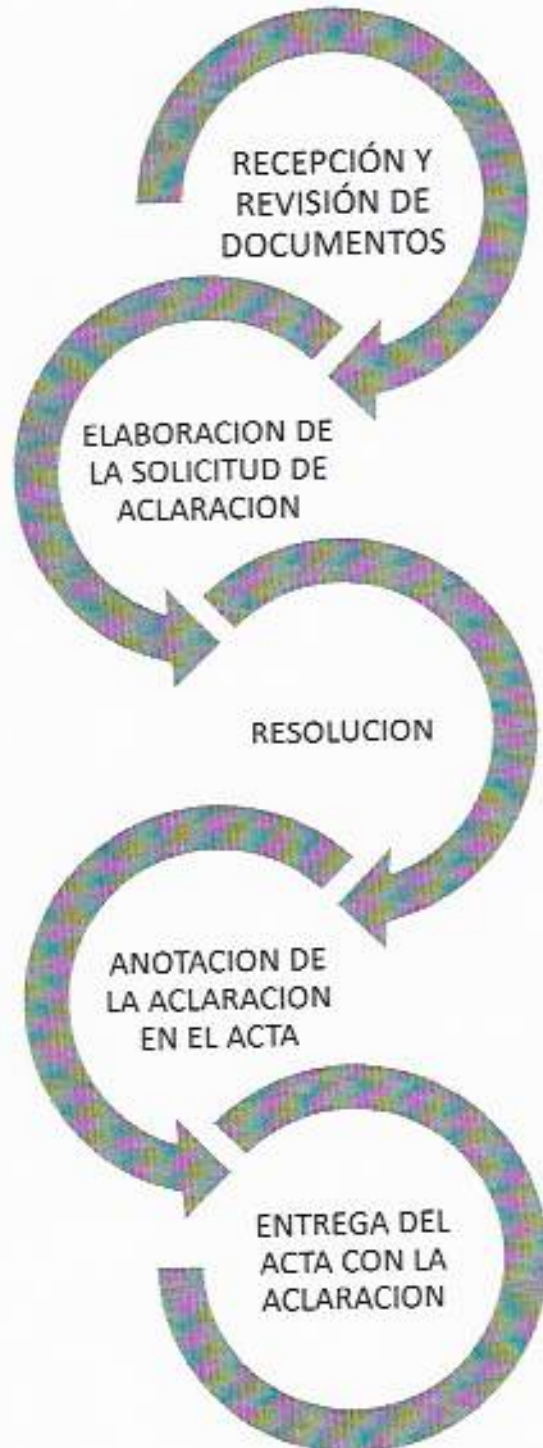 RECEPCIÓN Y
REVISIÓN DE
DOCUMENTOS
ELABORACION DE
LA SOLICITUD DE
ACLARACION
RESOLUCION
ANOTACION DE
LA ACLARACION
EN EL ACTA
ENTREGA DEL
ACTA CON LA
ACLARACION